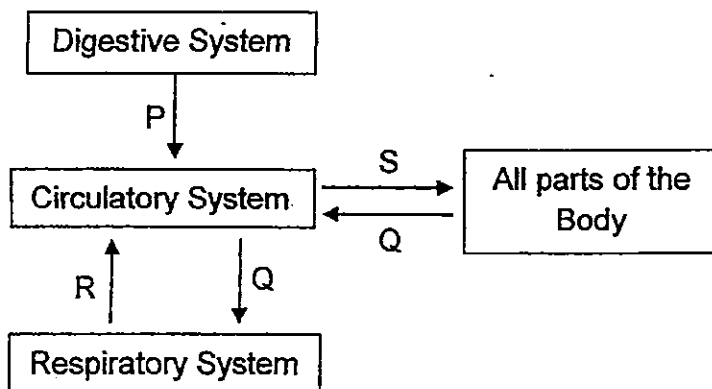 Digestive System
P
Circulatory System
S
Q
All parts of the
Body
R
Q
Respiratory System